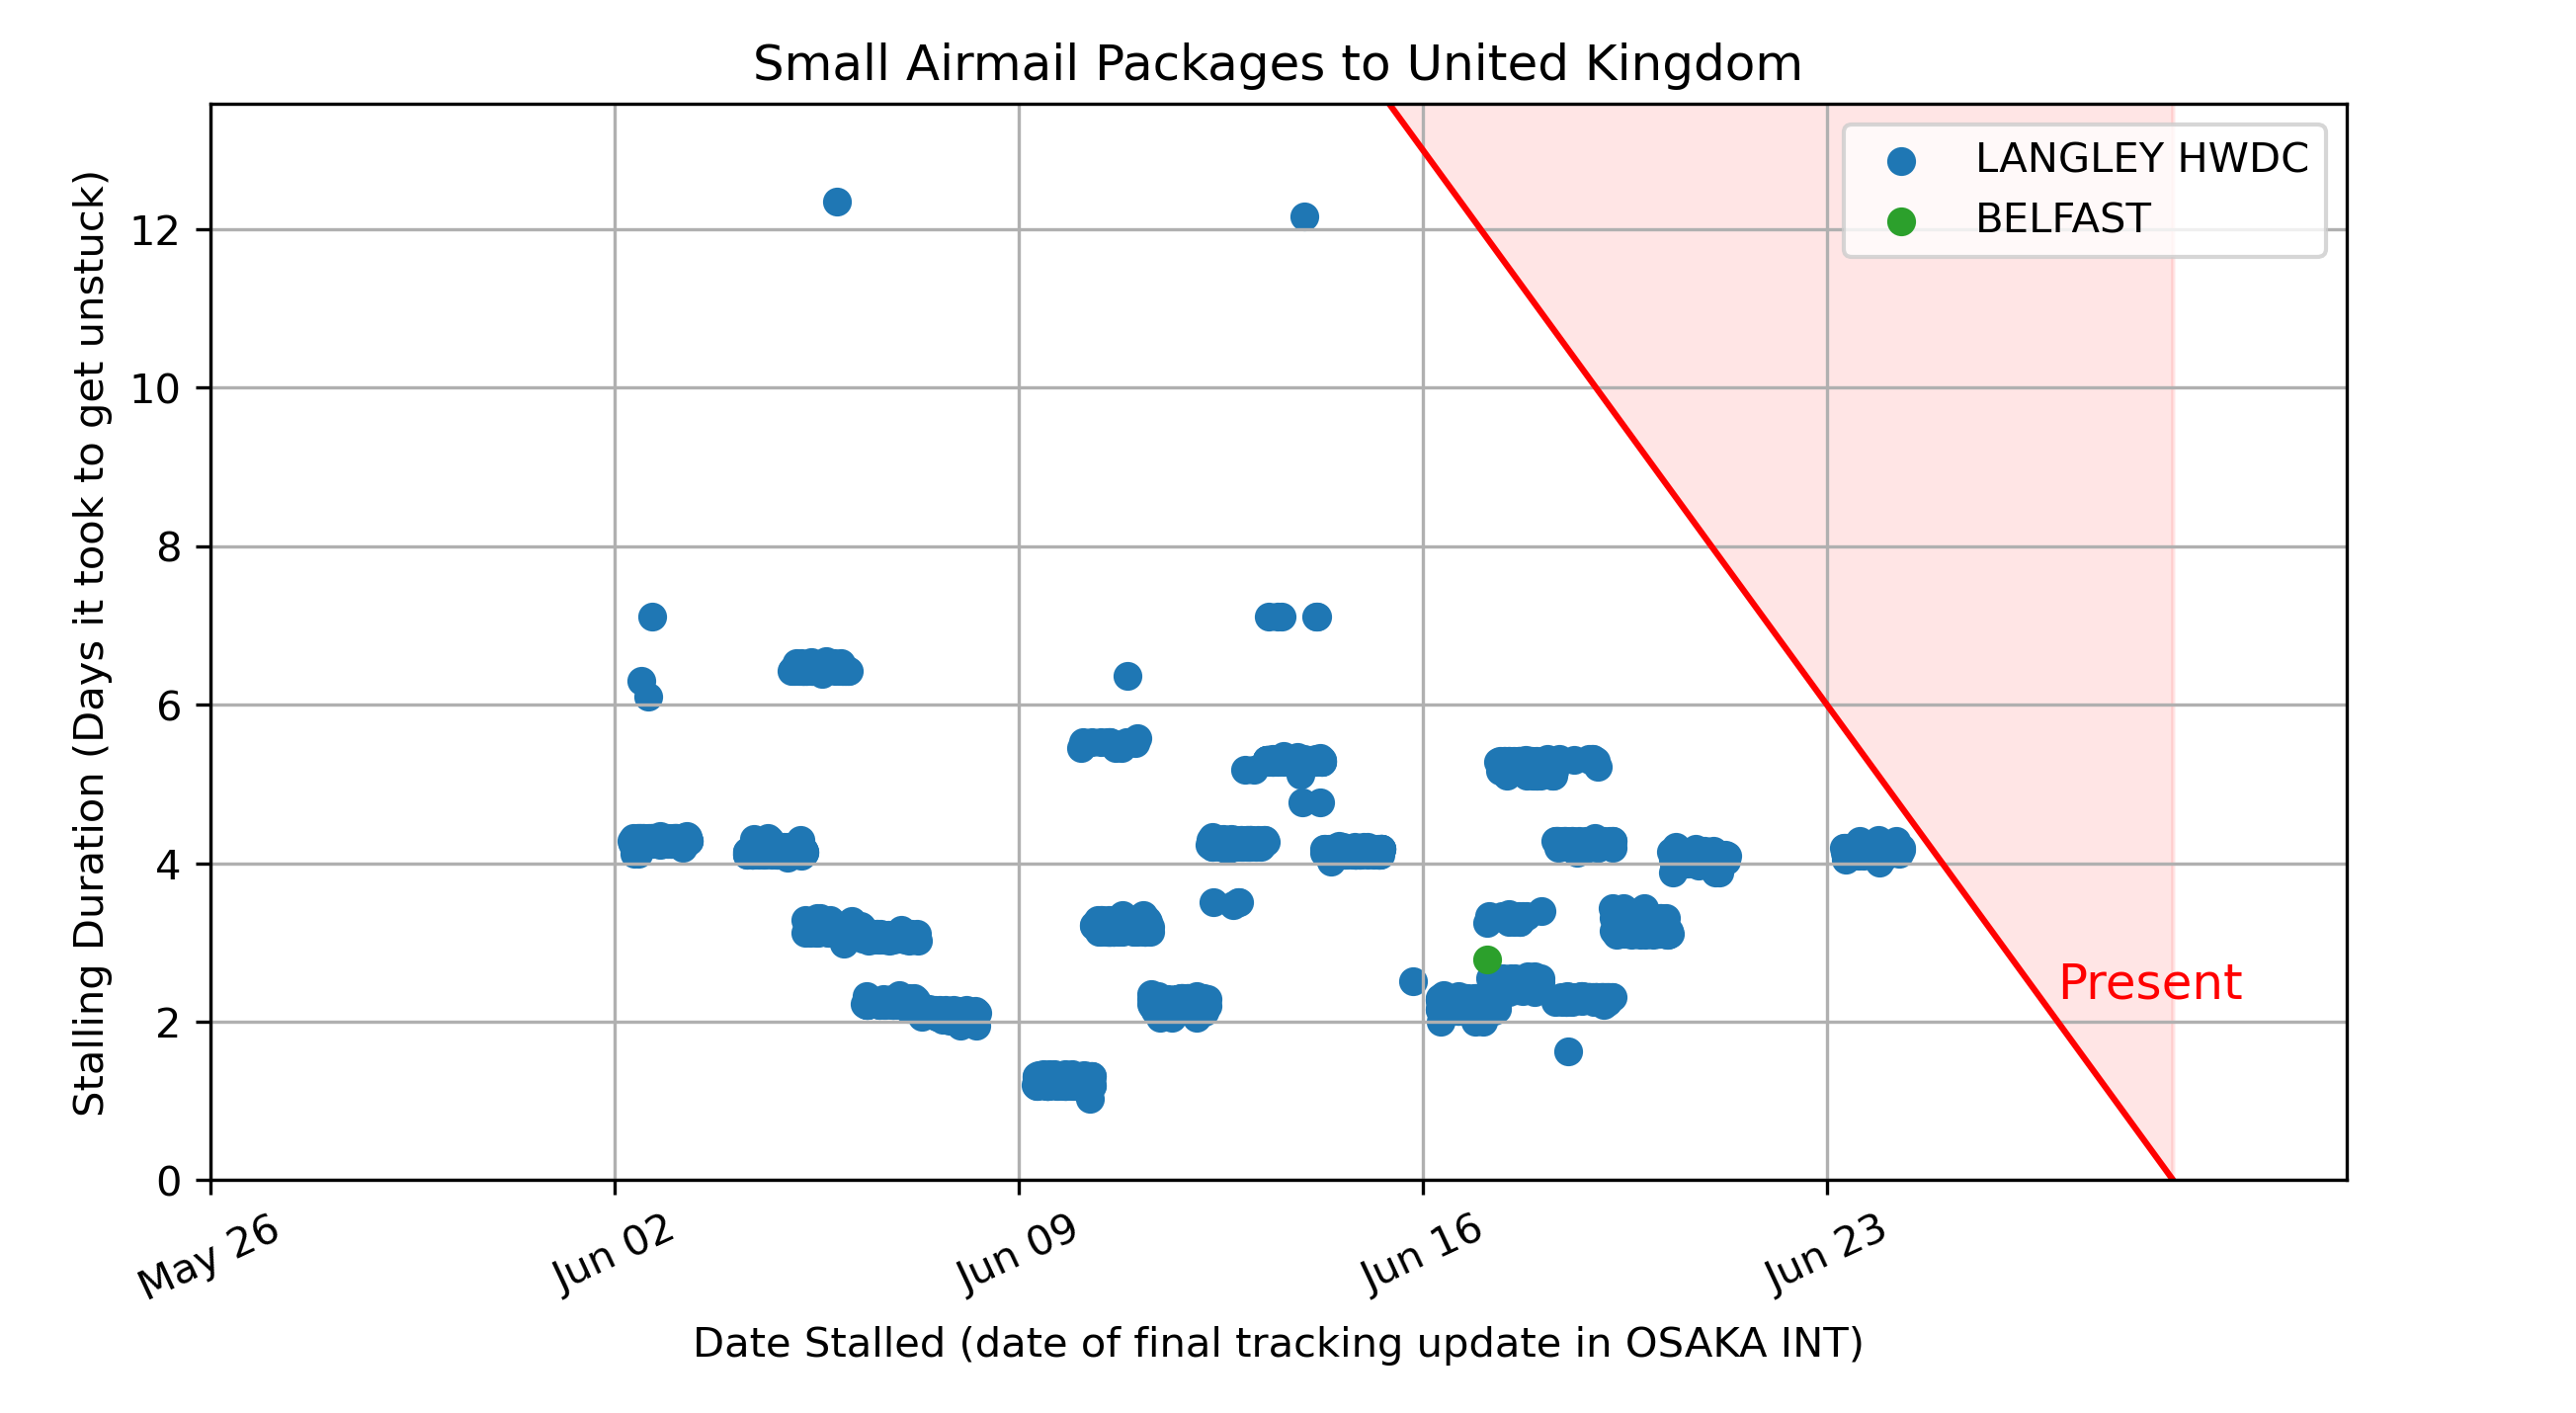 Small Airmail Packages to United Kingdom
LANGLEY HWDC
BELFAST
Stalling Duration (Days it took to get unstuck)
12
10
8
6
4
2
0
Present
May 26
Jun 02
Jun 09
Jun 16
Jun 23
Date Stalled (date of final tracking update in OSAKA INT)